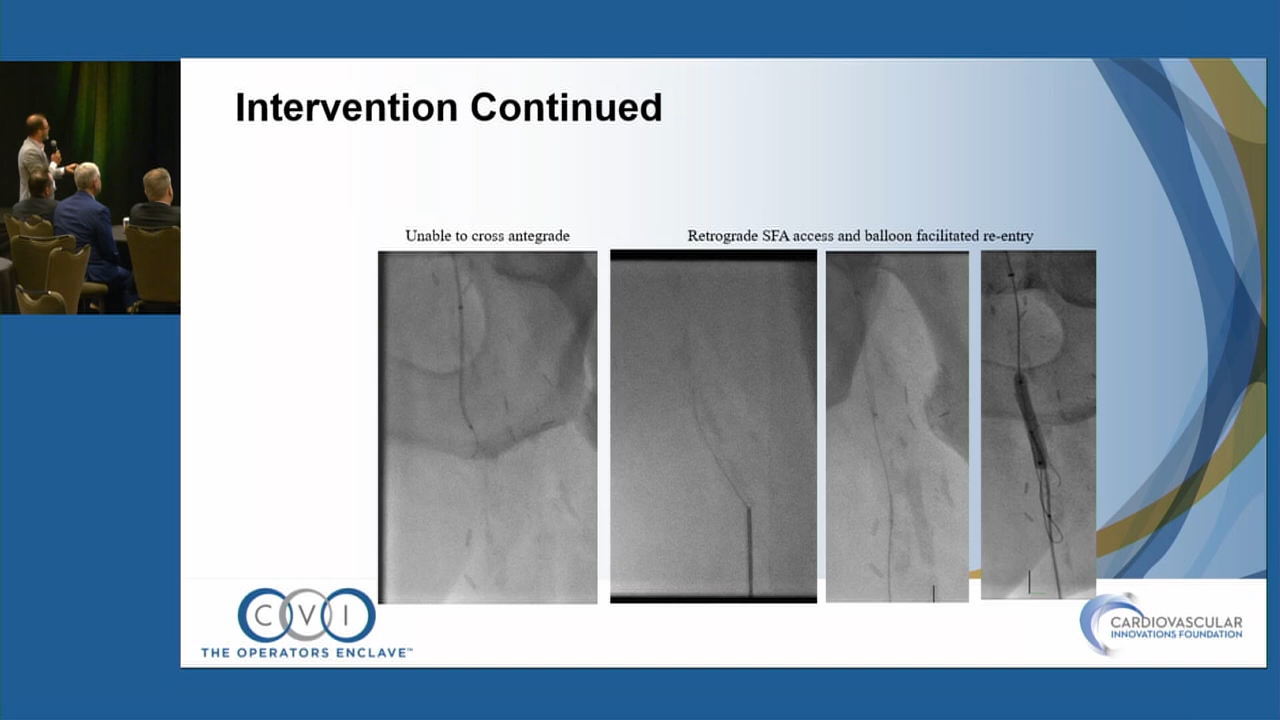 Intervention Continued
Unable to cross antegrade
Retrograde SFA access and balloon facilitated re-entry
CVI
THE OPERATORS ENCLAVE™
CARDIOVASCULAR
INNOVATIONS FOUNDATION